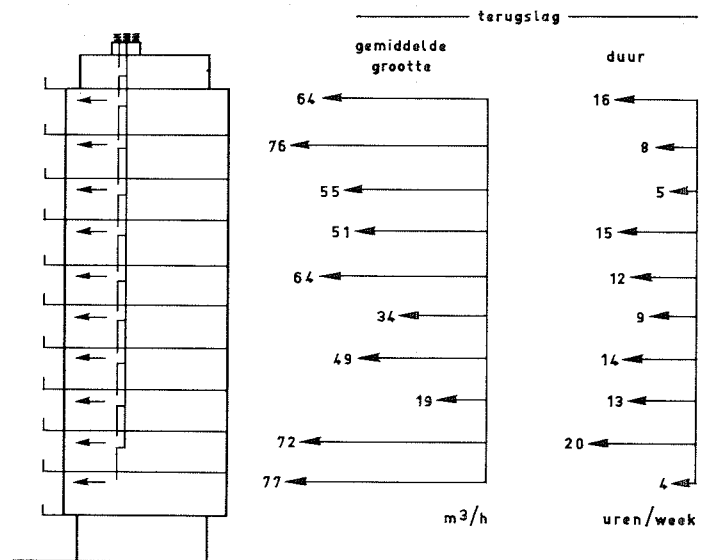 terugslag
gemiddelde
grootte
duur
64 16
76 8
55 5
51 15
64 12
34 9
49 14
19 13
72 20
77 4
m³/h uren/week